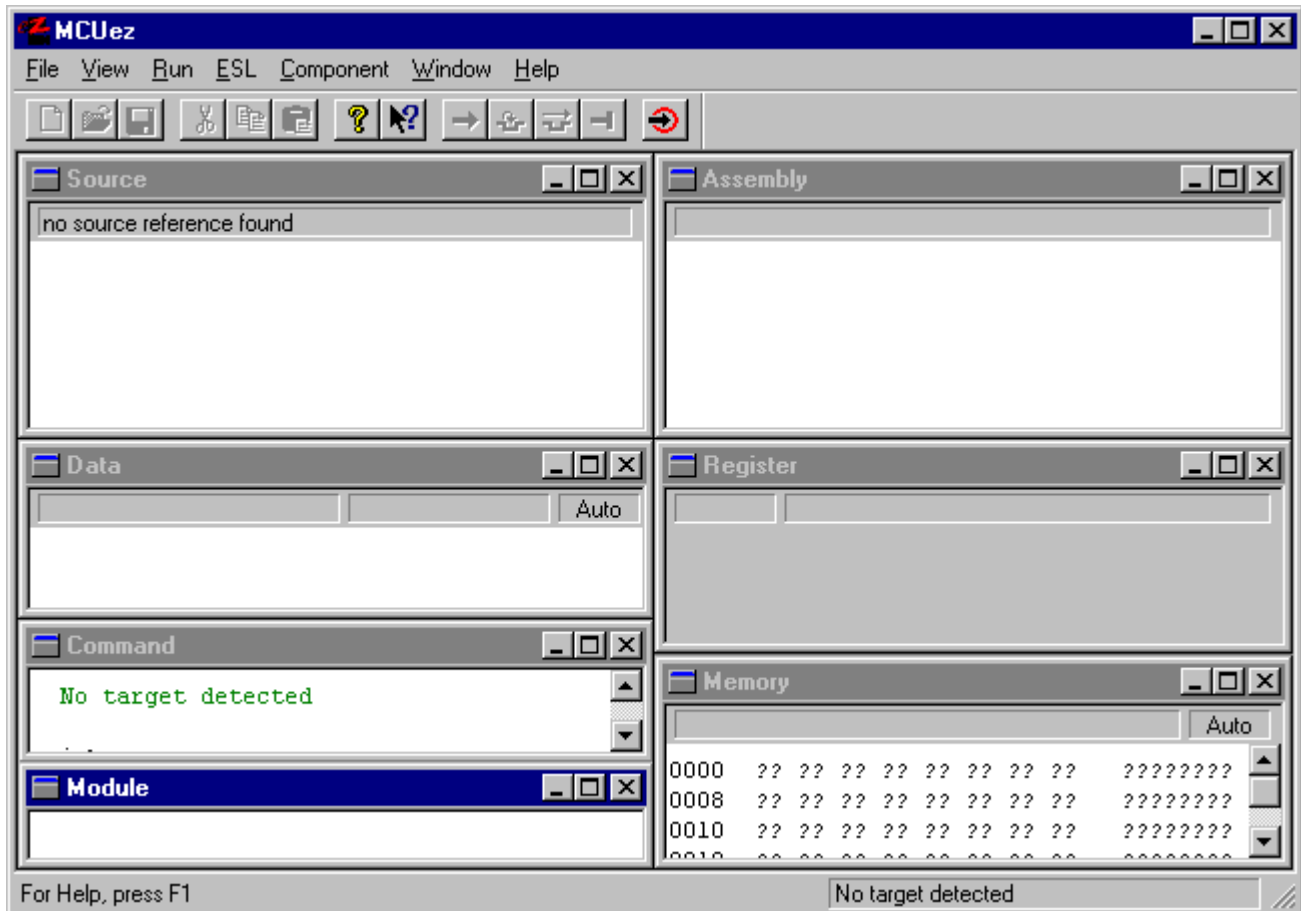 MCUez
File View Run ESL Component Window Help
Source
no source reference found
Assembly
Data
Auto
Register
Command
No target detected
Module
Memory
Auto
0000 ?? ?? ?? ?? ?? ?? ?? ?? ????????
0008 ?? ?? ?? ?? ?? ?? ?? ?? ????????
0010 ?? ?? ?? ?? ?? ?? ?? ?? ????????
For Help, press F1
No target detected